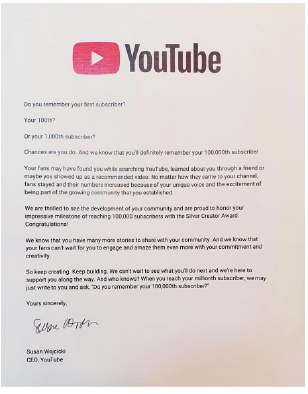 YouTube
Do you remember your first subscriber?
Your 100th?
Or your 1,000th subscriber?
Chances are you do. And we know that you'll definitely remember your 100,000th subscriber.
Your fans may have found you while searching YouTube, learned about you through a friend or
maybe you showed up as a recommended video. No matter how they came to your channel,
fans stayed and their numbers increased because of your unique voice and the excitement of
being part of the growing community that you established.
We are thrilled to see the development of your community and are proud to honor your
impressive milestone of reaching 100,000 subscribers with the Silver Creator Award.
Congratulations!
We know that you have many more stories to share with your community. And we know that
your fans can't wait for you to engage and amaze them even more with your commitment and
creativity.
So keep creating. Keep building. We can't wait to see what you'll do next and we're here to
support you along the way. And who knows? When you reach your millionth subscriber, we may
just write to you and ask, "Do you remember your 100,000th subscriber?"
Yours sincerely,
Susan Wojcicki
CEO, YouTube